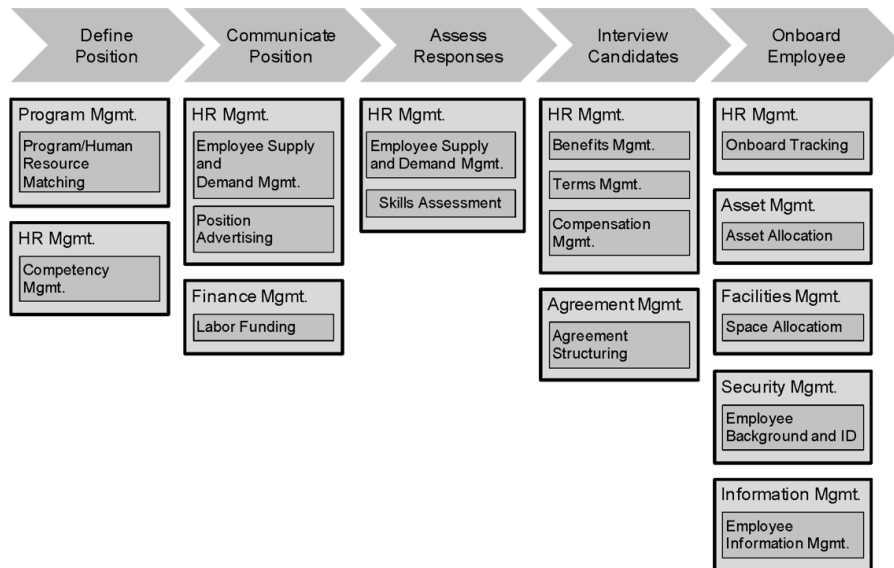 Define
Position
Communicate
Position
Assess
Responses
Interview
Candidates
Onboard
Employee
Program Mgmt.
Program/Human
Resource
Matching
HR Mgmt.
Competency
Mgmt.
HR Mgmt.
Employee Supply
and
Demand Mgmt.
Position
Advertising
Finance Mgmt.
Labor Funding
HR Mgmt.
Employee Supply
and Demand Mgmt.
Skills Assessment
HR Mgmt.
Benefits Mgmt.
Terms Mgmt.
Compensation
Mgmt.
Agreement Mgmt.
Agreement
Structuring
HR Mgmt.
Onboard Tracking
Asset Mgmt.
Asset Allocation
Facilities Mgmt.
Space Allocatiom
Security Mgmt.
Employee
Background and ID
Information Mgmt.
Employee
Information Mgmt.